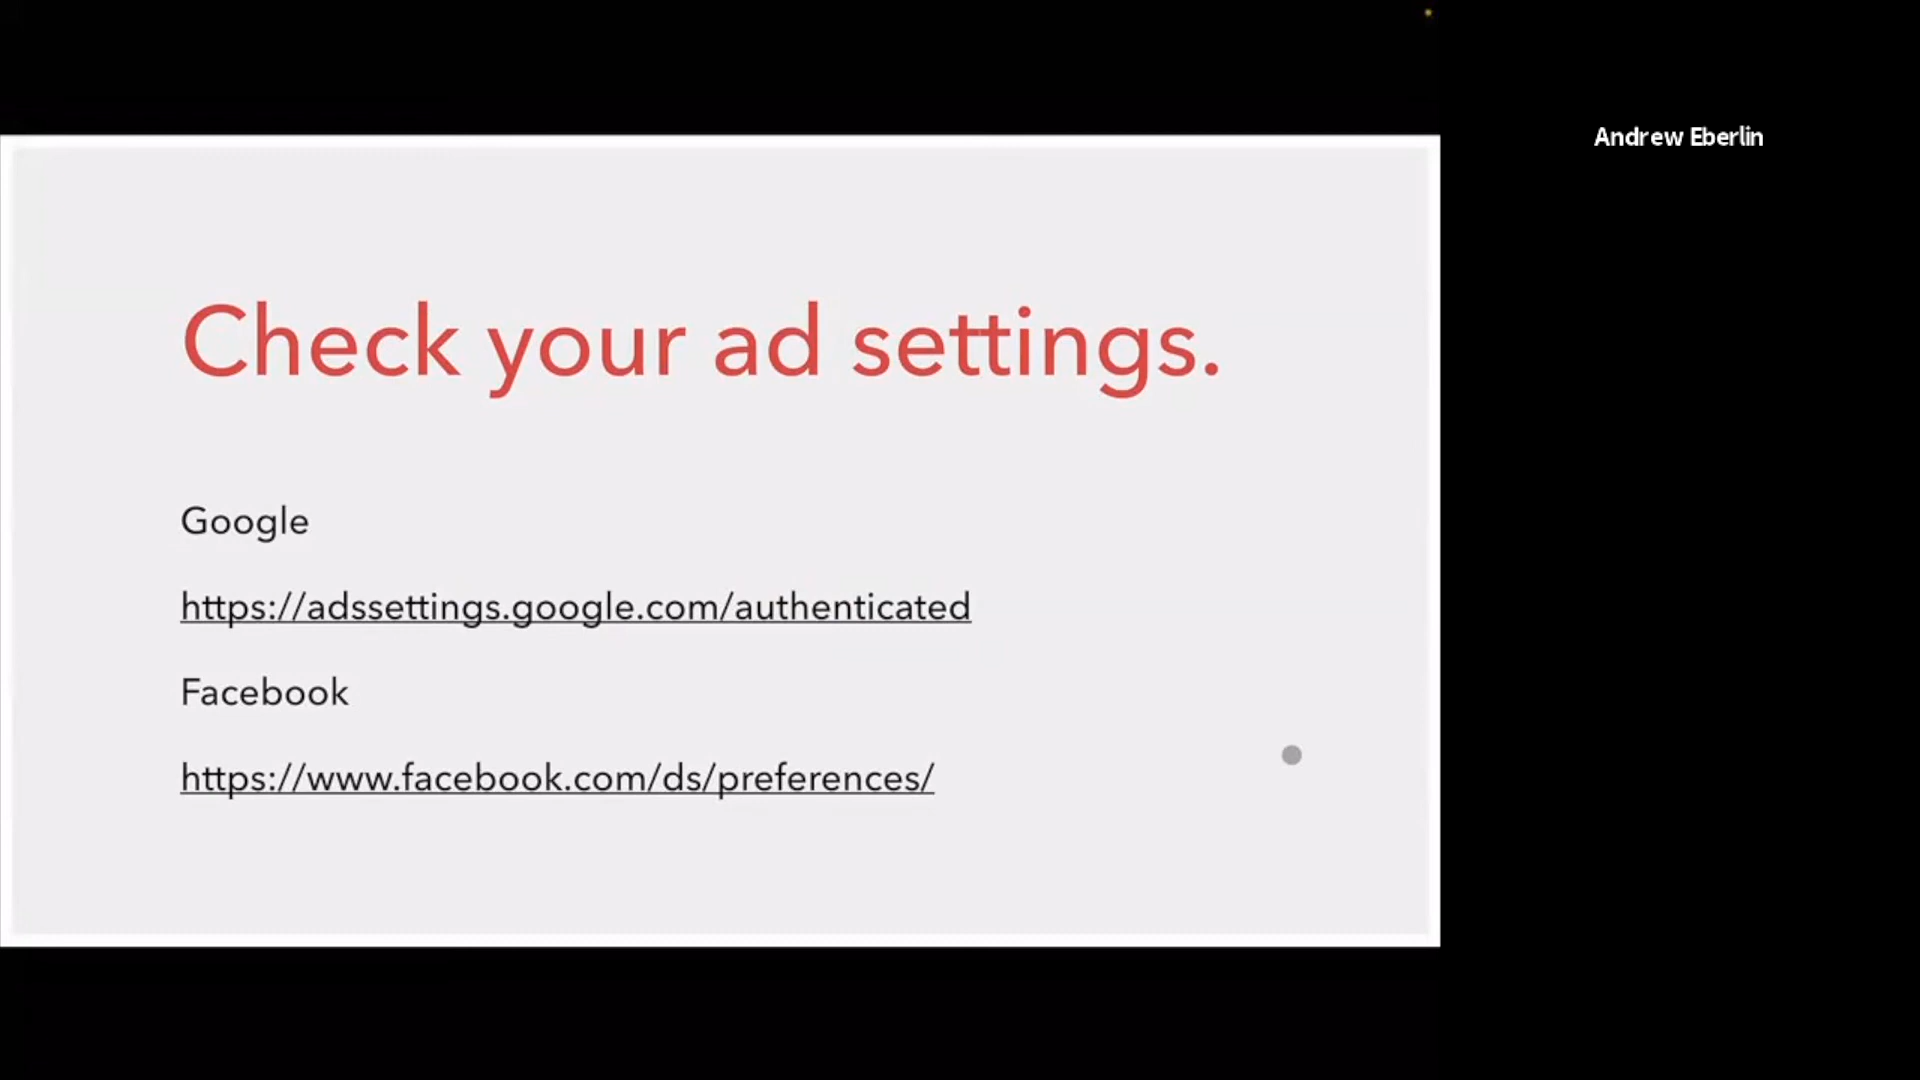 Andrew Eberlin
Check your ad settings.
Google
https://adssettings.google.com/authenticated
Facebook
https://www.facebook.com/ds/preferences/